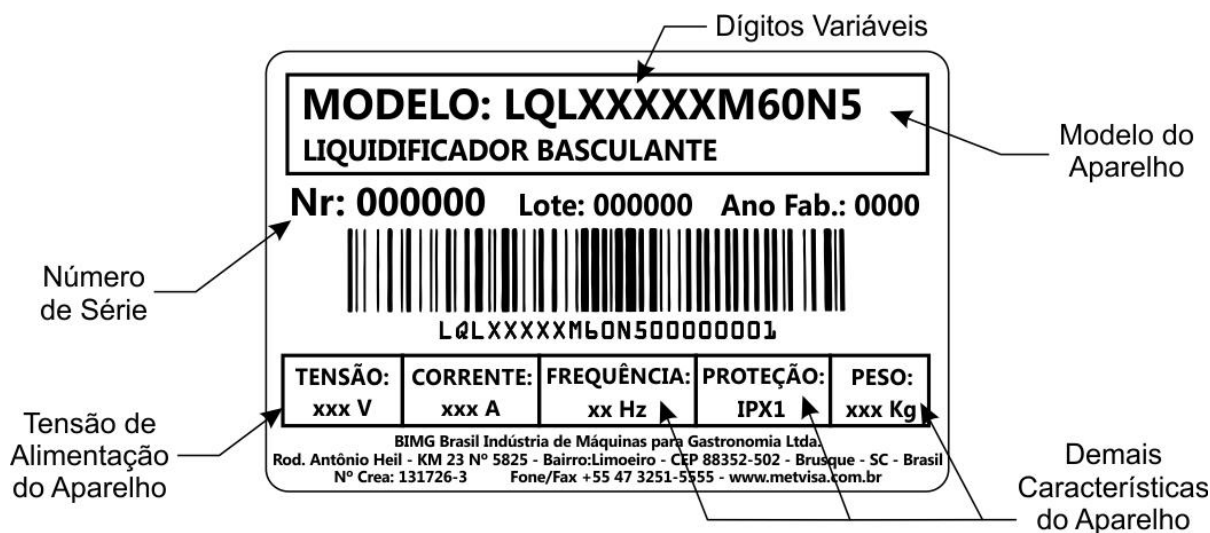 Dígitos Variáveis
MODELO: LQLXXXXXM60N5
LIQUIDIFICADOR BASCULANTE
Modelo do
Aparelho
Nr: 000000 Lote: 000000 Ano Fab.: 0000
Número
de Série
LQLXXXXXM60N500000001
TENSÃO: CORRENTE: FREQUÊNCIA: PROTEÇÃO: PESO:
xxx V xxx A xx Hz IPX1 xxx Kg
Tensão de
Alimentação
do Aparelho
BIMG Brasil Indústria de Máquinas para Gastronomia Ltda.
Rod. Antônio Heil - KM 23 Nº 5825 - Bairro:Limoeiro - CEP 88352-502 - Brusque - SC - Brasil
Nº Crea: 131726-3 Fone/Fax +55 47 3251-5555 - www.metvisa.com.br
Demais
Características
do Aparelho